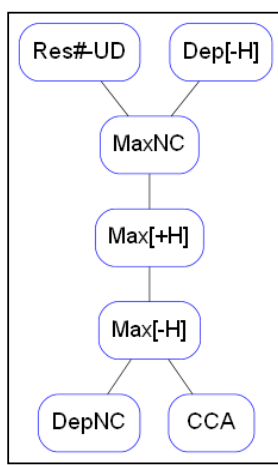 Res#-UD Dep[-H]
MaxNC
Max[+H]
Max[-H]
DepNC CCA